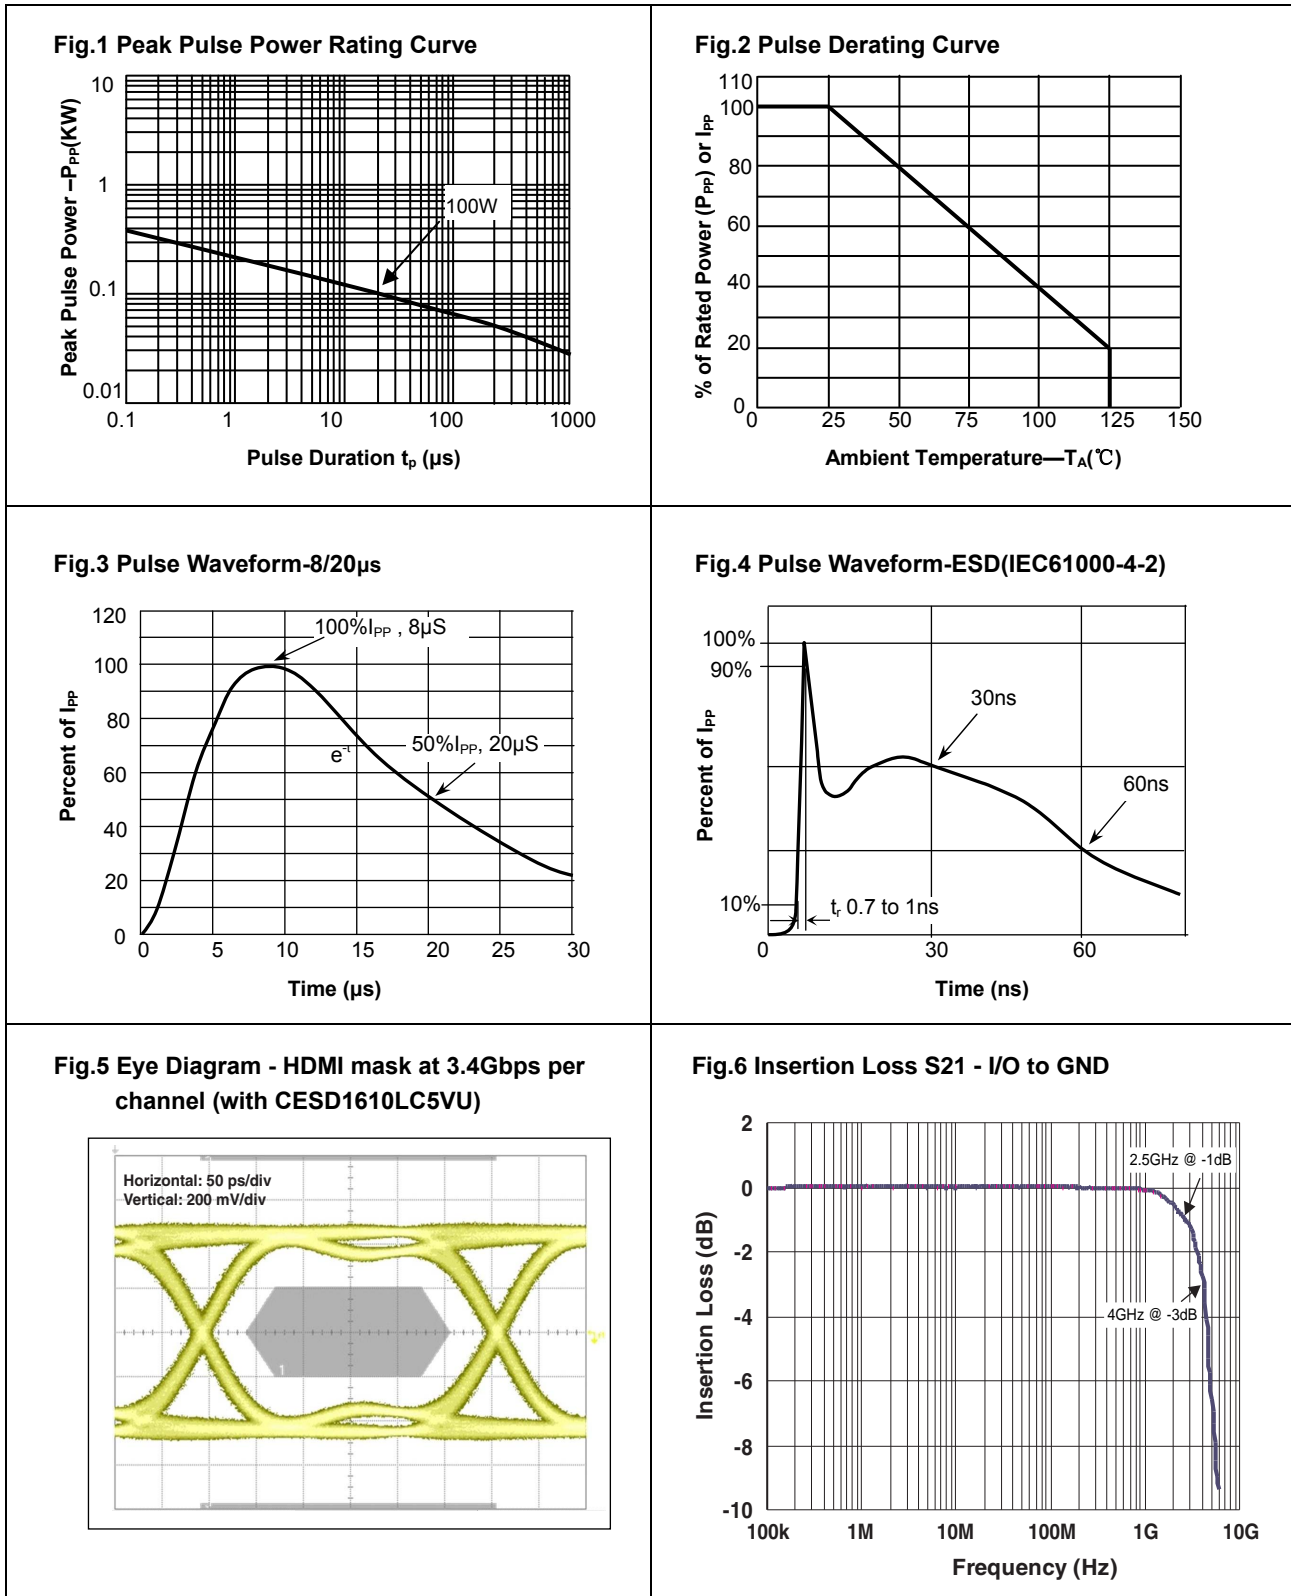 Fig.1 Peak Pulse Power Rating Curve
Peak Pulse Power –PPP(KW)
10
1
0.1
0.01
100W
0.1 1 10 100 1000
Pulse Duration tp (µs)
Fig.2 Pulse Derating Curve
% of Rated Power (PPP) or IPP
110
100
80
60
40
20
0
0 25 50 75 100 125 150
Ambient Temperature—TA(℃)
Fig.3 Pulse Waveform-8/20µs
Percent of IPP
120
100
80
60
40
20
0
100%IPP , 8µS
50%IPP, 20µS
e-t
0 5 10 15 20 25 30
Time (µs)
Fig.4 Pulse Waveform-ESD(IEC61000-4-2)
Percent of IPP
100%
90%
10%
30ns
60ns
tr 0.7 to 1ns
0 30 60
Time (ns)
Fig.5 Eye Diagram - HDMI mask at 3.4Gbps per
channel (with CESD1610LC5VU)
Horizontal: 50 ps/div
Vertical: 200 mV/div
1
Fig.6 Insertion Loss S21 - I/O to GND
Insertion Loss (dB)
2
0
-2
-4
-6
-8
-10
2.5GHz @ -1dB
4GHz @ -3dB
100k 1M 10M 100M 1G 10G
Frequency (Hz)